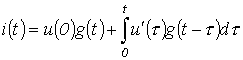 i(t) = u(0)g(t) + ∫₀ᵗ u'(τ)g(t − τ)dτ